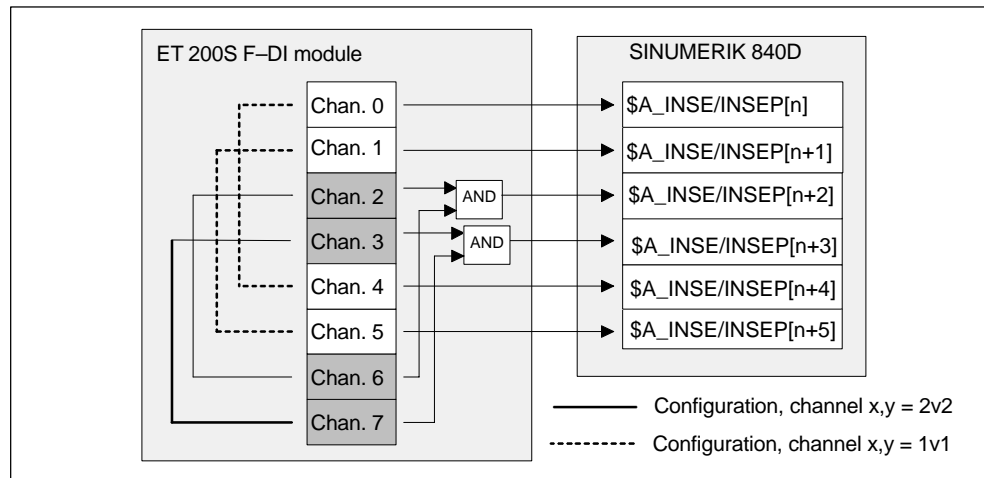 ET 200S F–DI module
SINUMERIK 840D
Chan. 0
Chan. 1
Chan. 2
Chan. 3
Chan. 4
Chan. 5
Chan. 6
Chan. 7
AND
AND
$A_INSE/INSEP[n]
$A_INSE/INSEP[n+1]
$A_INSE/INSEP[n+2]
$A_INSE/INSEP[n+3]
$A_INSE/INSEP[n+4]
$A_INSE/INSEP[n+5]
Configuration, channel x,y = 2v2
Configuration, channel x,y = 1v1